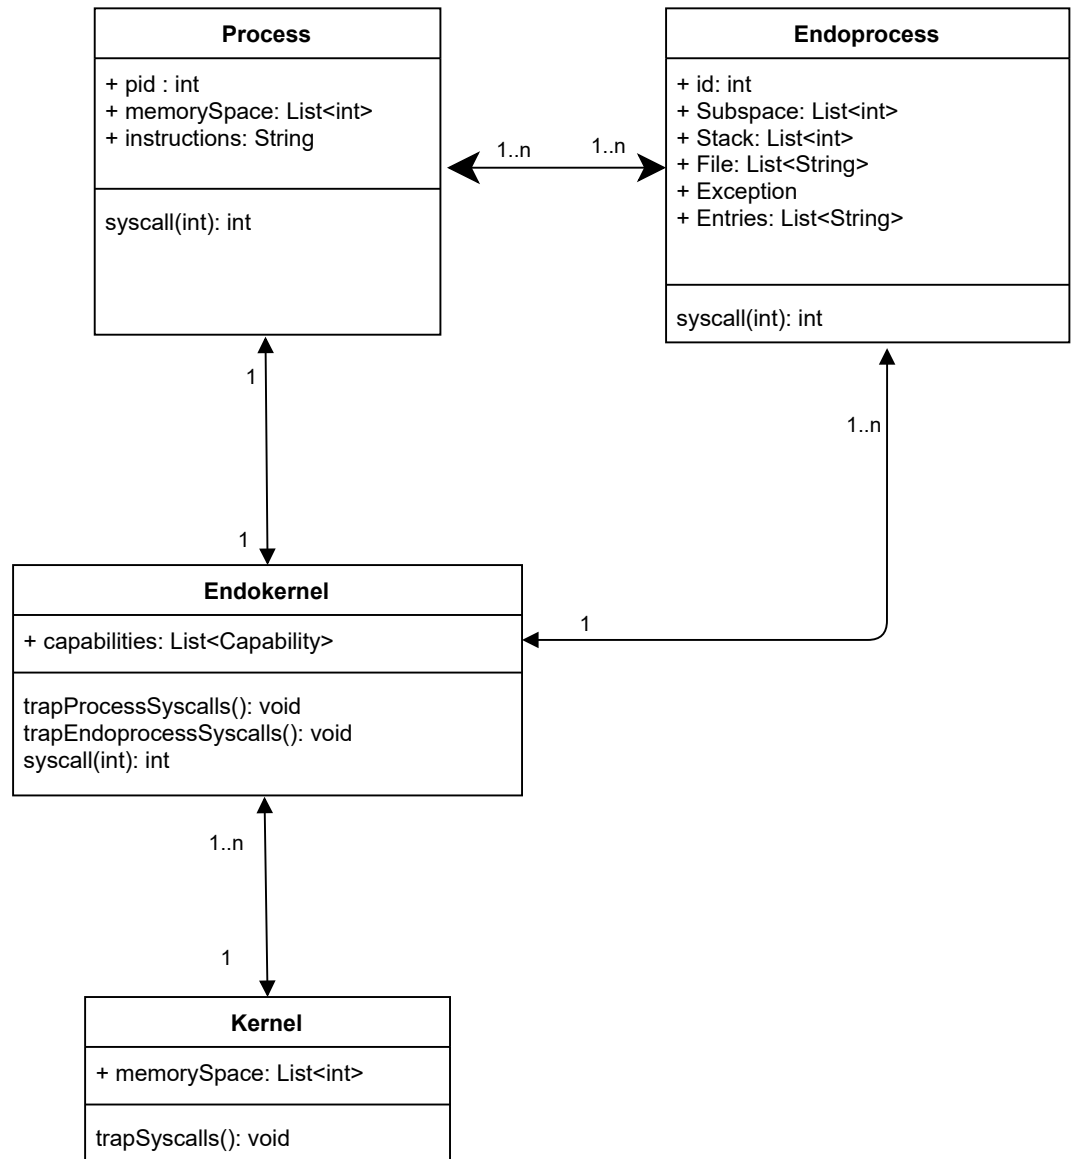 Process
+ pid : int
+ memorySpace: List<int>
+ instructions: String
syscall(int): int
Endoprocess
+ id: int
+ Subspace: List<int>
+ Stack: List<int>
+ File: List<String>
+ Exception
+ Entries: List<String>
syscall(int): int
1..n
1..n
1
1
1..n
1
Endokernel
+ capabilities: List<Capability>
trapProcessSyscalls(): void
trapEndoprocessSyscalls(): void
syscall(int): int
1..n
1
Kernel
+ memorySpace: List<int>
trapSyscalls(): void